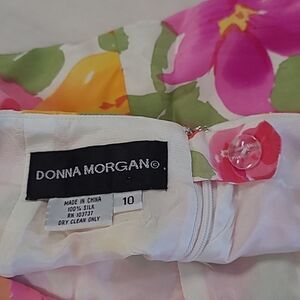 DONNA MORGAN©
MADE IN CHINA
100% SILK
RN 103737
DRY CLEAN ONLY
10